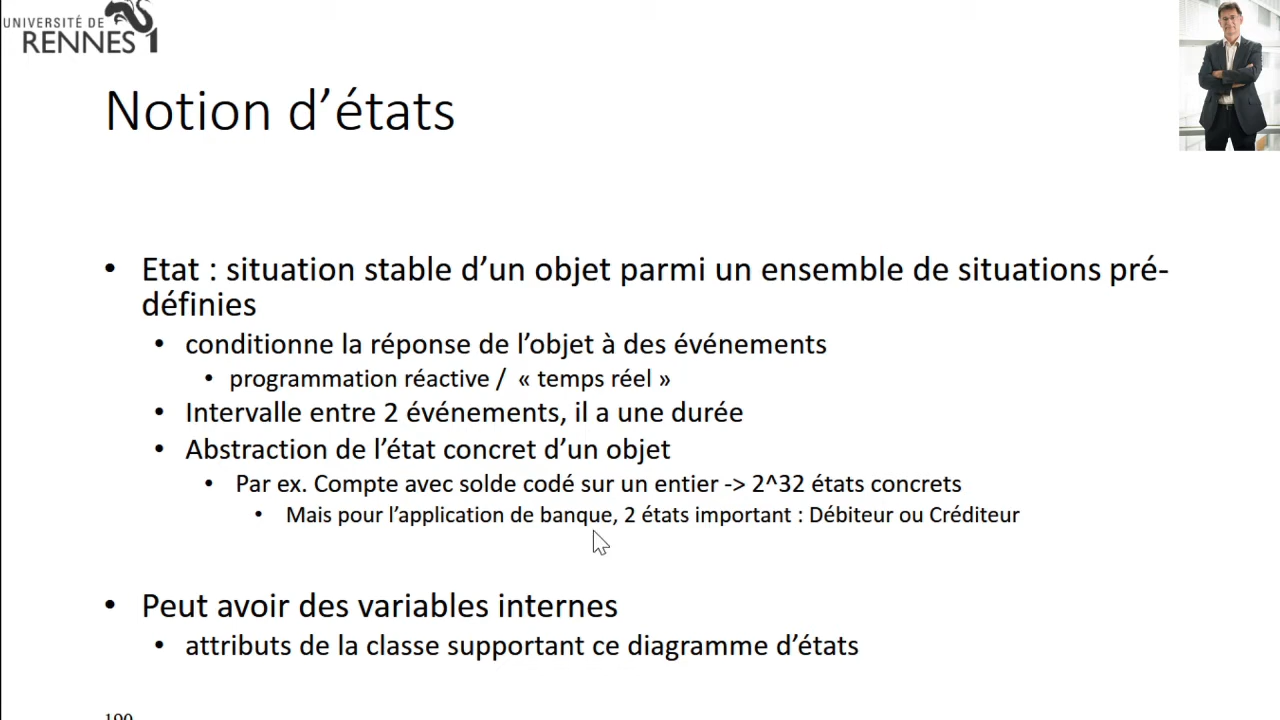 UNIVERSITÉ DE
RENNES 1
Notion d’états
• Etat : situation stable d’un objet parmi un ensemble de situations pré-
définies
• conditionne la réponse de l’objet à des événements
• programmation réactive / « temps réel »
• Intervalle entre 2 événements, il a une durée
• Abstraction de l’état concret d’un objet
• Par ex. Compte avec solde codé sur un entier -> 2^32 états concrets
• Mais pour l’application de banque, 2 états important : Débiteur ou Créditeur
• Peut avoir des variables internes
• attributs de la classe supportant ce diagramme d’états